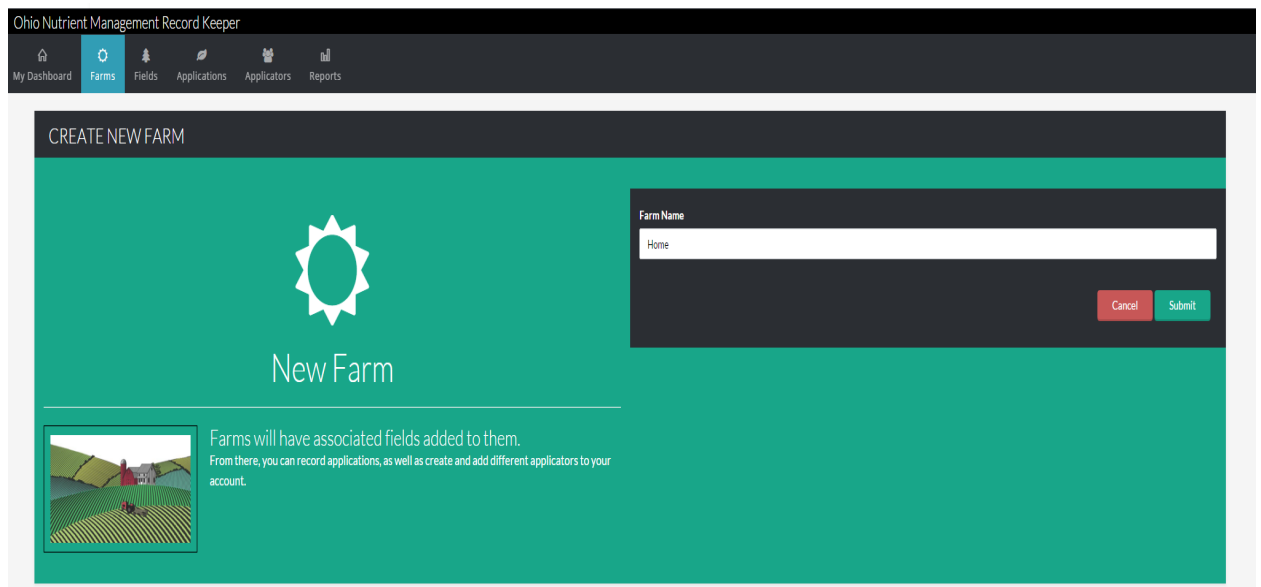 Ohio Nutrient Management Record Keeper
My Dashboard Farms Fields Applications Applicators Reports
CREATE NEW FARM
New Farm
Farms will have associated fields added to them.
From there, you can record applications, as well as create and add different applicators to your
account.
Farm Name
Home
Cancel Submit